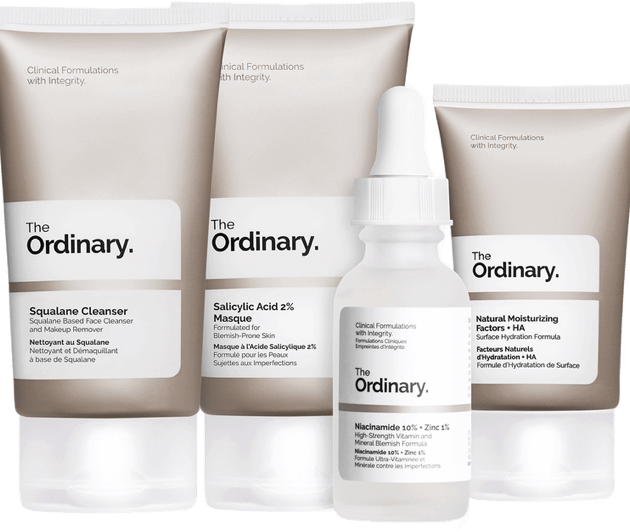 Clinical Formulations
with Integrity.
The
Ordinary.
Squalane Cleanser
Squalane Based Face Cleanser
and Makeup Remover
Nettoyant au Squalane
Nettoyant et Démaquillant
à base de Squalane
Formulations
with Integrity.
The
Ordinary.
Salicylic Acid 2%
Masque
Formulated for
Blemish-Prone Skin
Masque à l'Acide Salicylique 2%
Formulé pour les Peaux
Sujettes aux Imperfections
Clinical Formulations
with Integrity.
Formulations Cliniques
Empreintes d'Intégrité.
The
Ordinary.
Niacinamide 10% + Zinc 1%
High-Strength Vitamin and
Mineral Blemish Formula
Niacinamide 10% + Zinc 1%
Formule Ultra-Vitaminée et
Minérale contre les Imperfections
Clinical Formulations
with Integrity.
The
Ordinary.
Natural Moisturizing
Factors + HA
Surface Hydration Formula
Facteurs Naturels
d'Hydratation + HA
Formule d'Hydratation de Surface